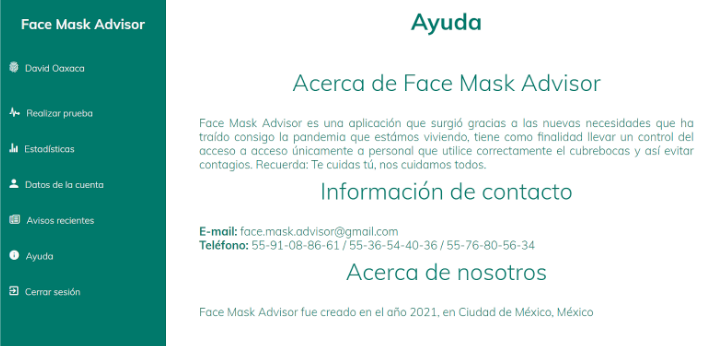 Face Mask Advisor
David Oaxaca
Realizar prueba
Estadísticas
Datos de la cuenta
Avisos recientes
Ayuda
Cerrar sesión
Ayuda
Acerca de Face Mask Advisor
Face Mask Advisor es una aplicación que surgió gracias a las nuevas necesidades que ha
traído consigo la pandemia que estámos viviendo, tiene como finalidad llevar un control del
acceso a acceso únicamente a personal que utilice correctamente el cubrebocas y así evitar
contagios. Recuerda: Te cuidas tú, nos cuidamos todos.
Información de contacto
E-mail: face.mask.advisor@gmail.com
Teléfono: 55-91-08-86-61 / 55-36-54-40-36 / 55-76-80-56-34
Acerca de nosotros
Face Mask Advisor fue creado en el año 2021, en Ciudad de México, México